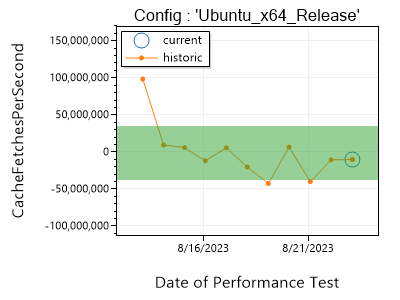 Config : 'Ubuntu_x64_Release'
current
historic
CacheFetchesPerSecond
150,000,000
100,000,000
50,000,000
0
-50,000,000
-100,000,000
8/16/2023
8/21/2023
Date of Performance Test